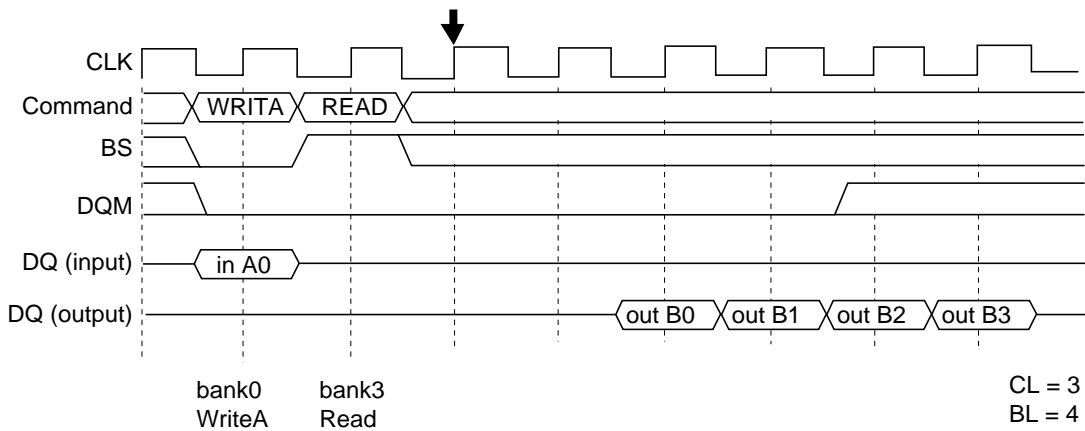 CLK
Command
WRITA
READ
BS
DQM
DQ (input)
in A0
DQ (output)
out B0
out B1
out B2
out B3
bank0
WriteA
bank3
Read
CL = 3
BL = 4